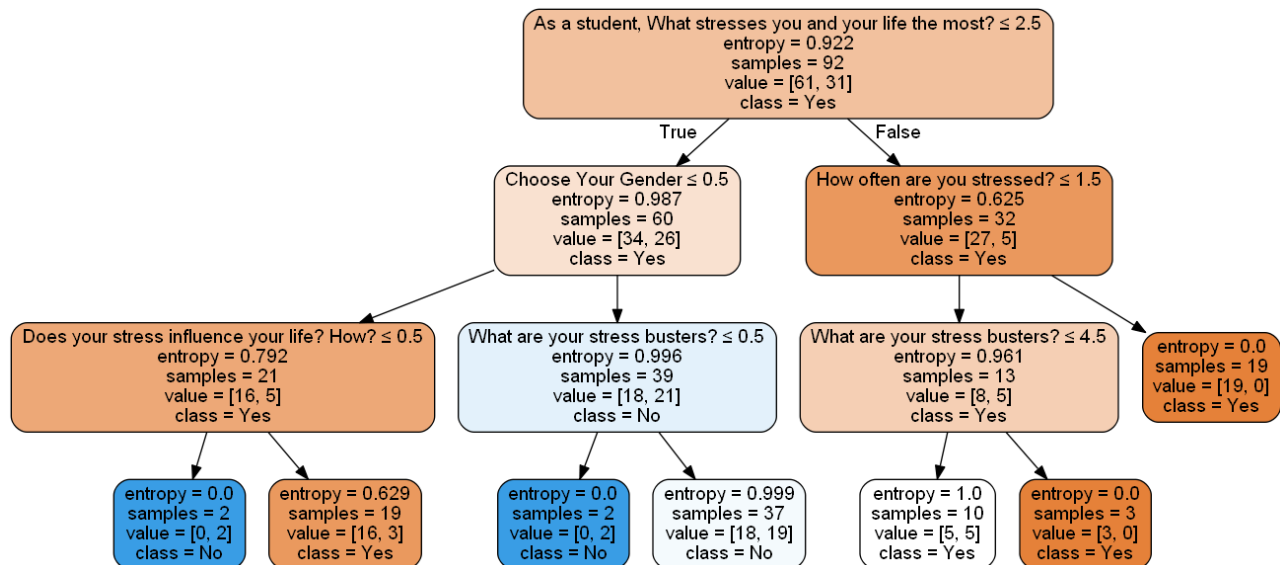 As a student, What stresses you and your life the most? ≤ 2.5
entropy = 0.922
samples = 92
value = [61, 31]
class = Yes
True
False
Choose Your Gender ≤ 0.5
entropy = 0.987
samples = 60
value = [34, 26]
class = Yes
How often are you stressed? ≤ 1.5
entropy = 0.625
samples = 32
value = [27, 5]
class = Yes
Does your stress influence your life? How? ≤ 0.5
entropy = 0.792
samples = 21
value = [16, 5]
class = Yes
What are your stress busters? ≤ 0.5
entropy = 0.996
samples = 39
value = [18, 21]
class = No
What are your stress busters? ≤ 4.5
entropy = 0.961
samples = 13
value = [8, 5]
class = Yes
entropy = 0.0
samples = 19
value = [19, 0]
class = Yes
entropy = 0.0
samples = 2
value = [0, 2]
class = No
entropy = 0.629
samples = 19
value = [16, 3]
class = Yes
entropy = 0.0
samples = 2
value = [0, 2]
class = No
entropy = 0.999
samples = 37
value = [18, 19]
class = No
entropy = 1.0
samples = 10
value = [5, 5]
class = Yes
entropy = 0.0
samples = 3
value = [3, 0]
class = Yes